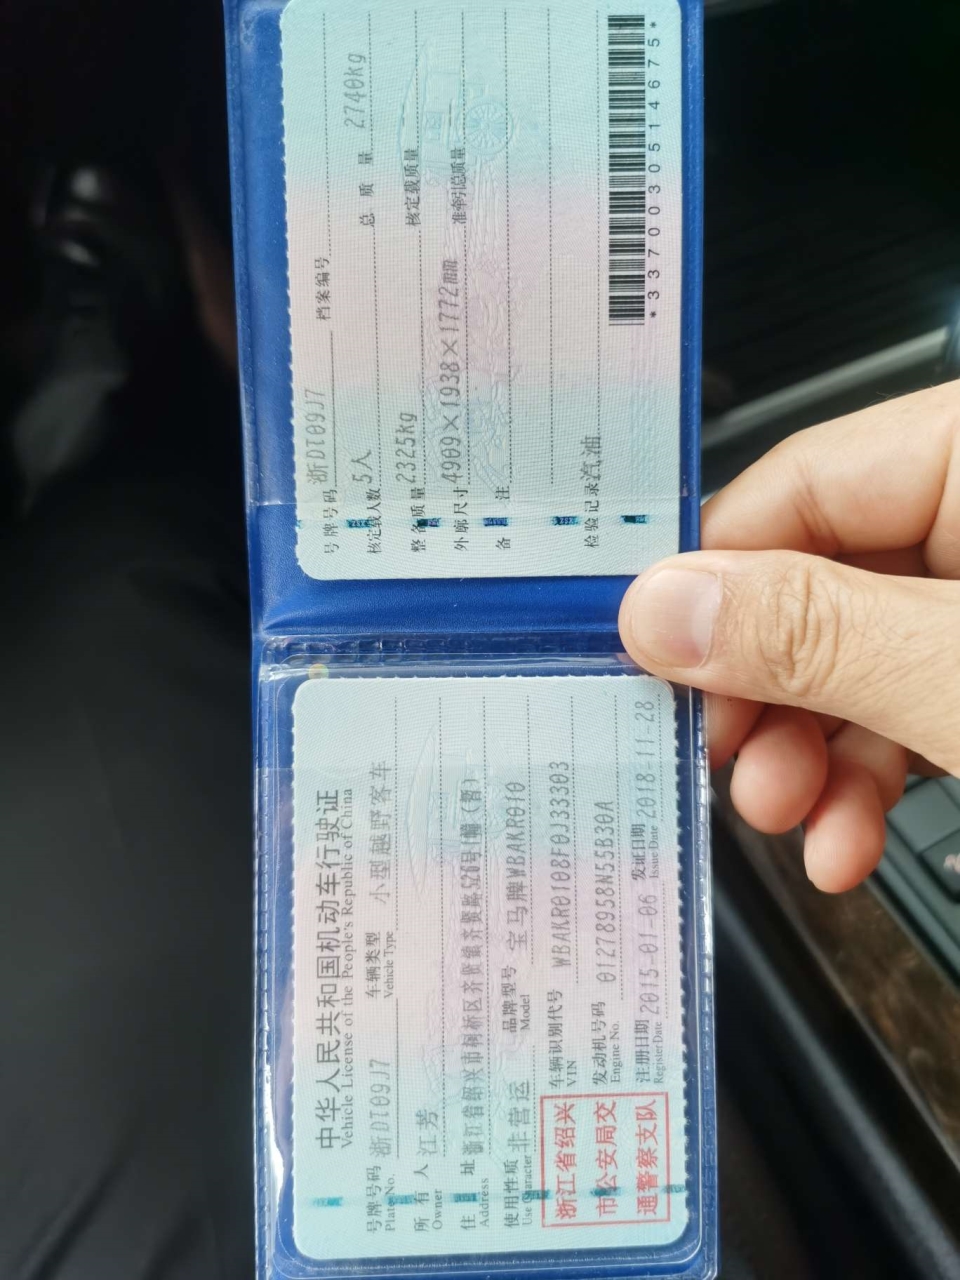 中华人民共和国机动车行驶证
Vehicle License of the People's Republic of China
号牌号码 浙DT09J7 车辆类型 小型越野客车
Plate No. Vehicle Type
所有人 江芳
Owner
住址 浙江省绍兴市柯桥区齐贤镇齐贤路526号1幢(暂)
Address
使用性质 非营运 品牌型号 宝马牌WBAKR010
Use Character Model
浙江省绍兴
市公安局交
通警察支队
车辆识别代号 WBAKR0108F0J33303
VIN
发动机号码 01278958N55B30A
Engine No.
注册日期 2015-01-06 发证日期 2018-11-28
Register Date Issue Date
号牌号码 浙DT09J7 档案编号
核定载人数 5人 总质量 2740kg
整备质量 2325kg 核定载质量
外廓尺寸 4909×1938×1772mm 准牵引总质量
备注
检验记录 汽油
*3370030514675*